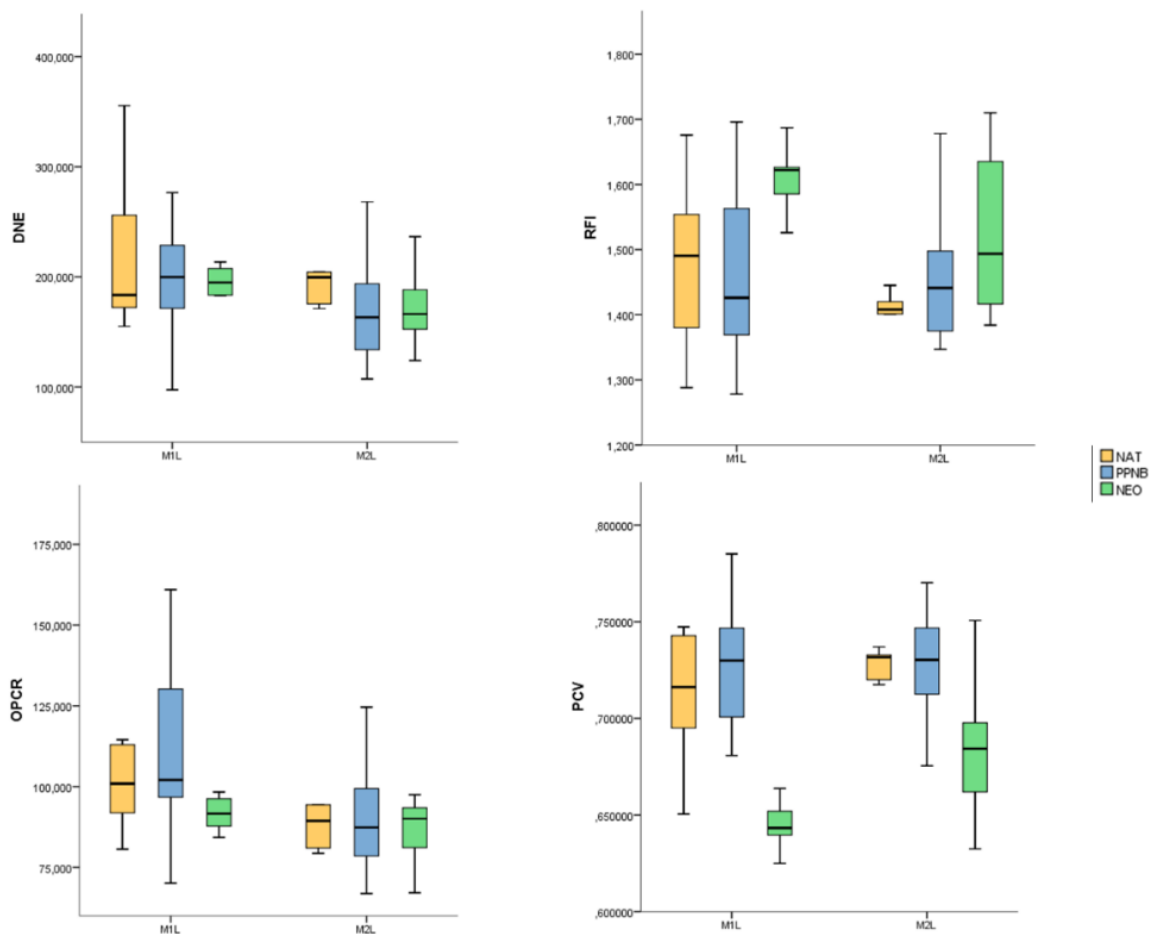 400,000
300,000
200,000
100,000
DNE
M1L M2L
1,800
1,700
1,600
1,500
1,400
1,300
1,200
RFI
M1L M2L
NAT
PPNB
NEO
175,000
150,000
125,000
100,000
75,000
OPCR
M1L M2L
,800000
,750000
,700000
,650000
,600000
PCV
M1L M2L